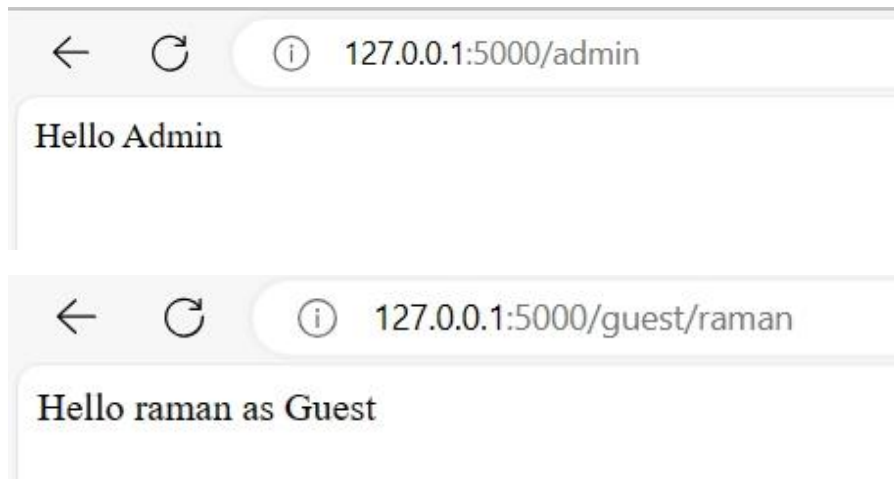 127.0.0.1:5000/admin
Hello Admin
127.0.0.1:5000/guest/raman
Hello raman as Guest